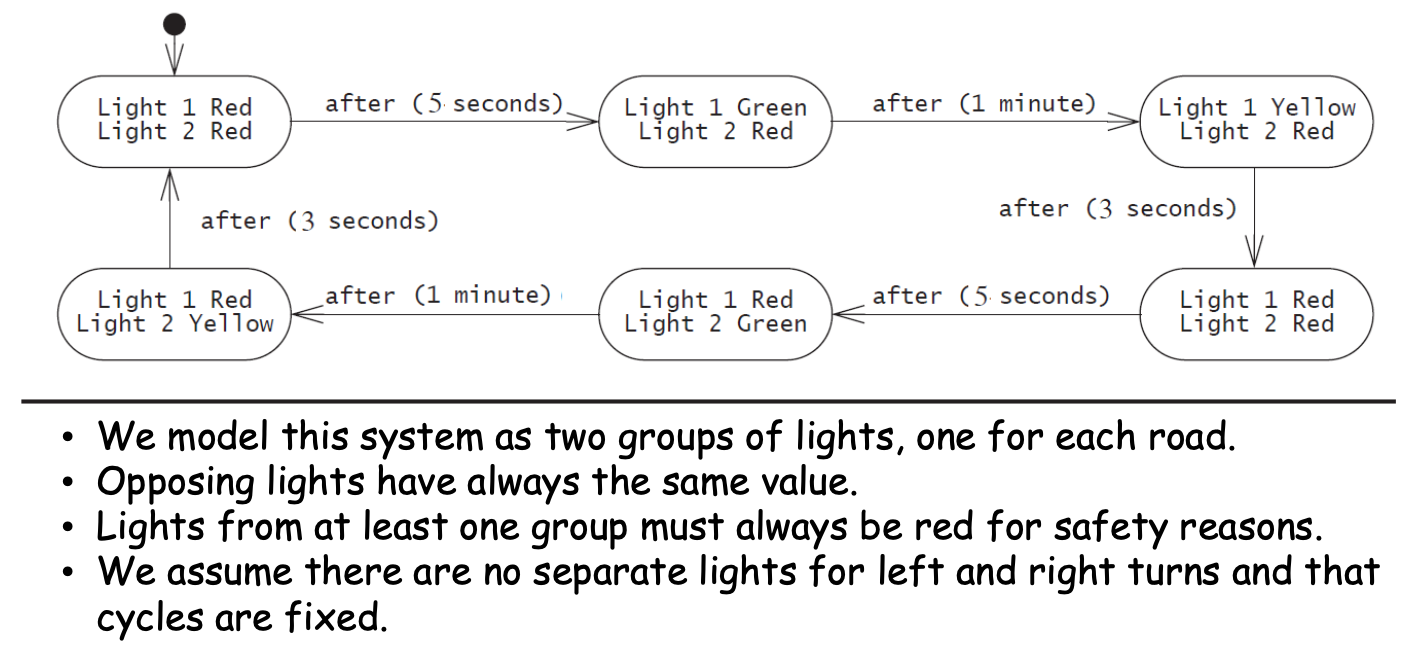 Light 1 Red
Light 2 Red
after (5 seconds)
Light 1 Green
Light 2 Red
after (1 minute)
Light 1 Yellow
Light 2 Red
after (3 seconds)
after (3 seconds)
Light 1 Red
Light 2 Yellow
after (1 minute)
Light 1 Red
Light 2 Green
after (5 seconds)
Light 1 Red
Light 2 Red
• We model this system as two groups of lights, one for each road.
• Opposing lights have always the same value.
• Lights from at least one group must always be red for safety reasons.
• We assume there are no separate lights for left and right turns and that
cycles are fixed.